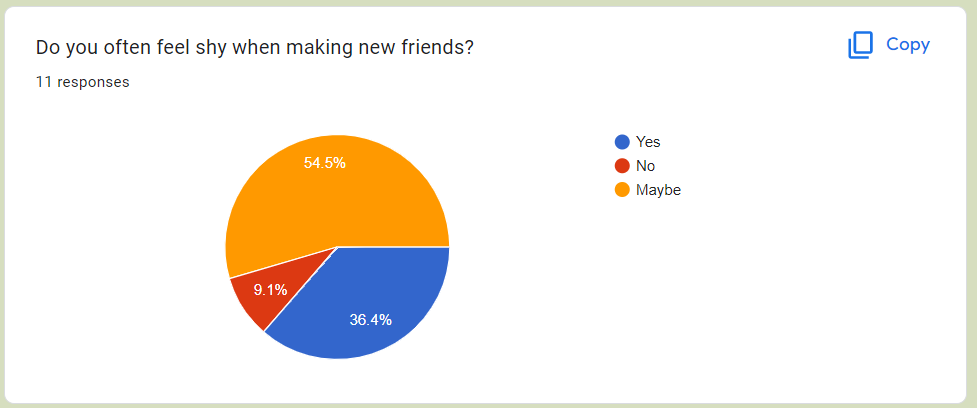 Do you often feel shy when making new friends?
Copy
11 responses
54.5%
9.1%
36.4%
Yes
No
Maybe